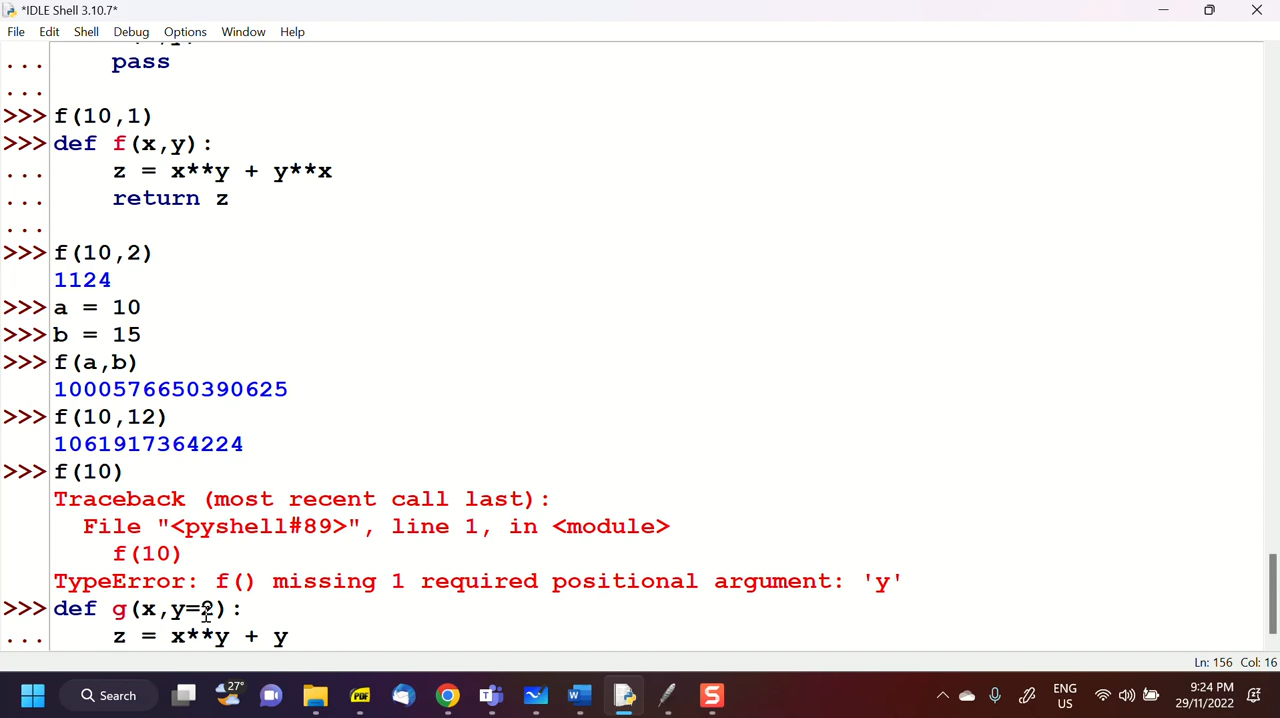 *IDLE Shell 3.10.7*
File Edit Shell Debug Options Window Help
... pass
...
>>> f(10,1)
>>> def f(x,y):
... z = x**y + y**x
... return z
...
>>> f(10,2)
1124
>>> a = 10
>>> b = 15
>>> f(a,b)
1000576650390625
>>> f(10,12)
1061917364224
>>> f(10)
Traceback (most recent call last):
File "<pyshell#89>", line 1, in <module>
f(10)
TypeError: f() missing 1 required positional argument: 'y'
>>> def g(x,y=2):
... z = x**y + y
Ln: 156 Col: 16
Search
27°
PDF
W
S
ENG
US
9:24 PM
29/11/2022